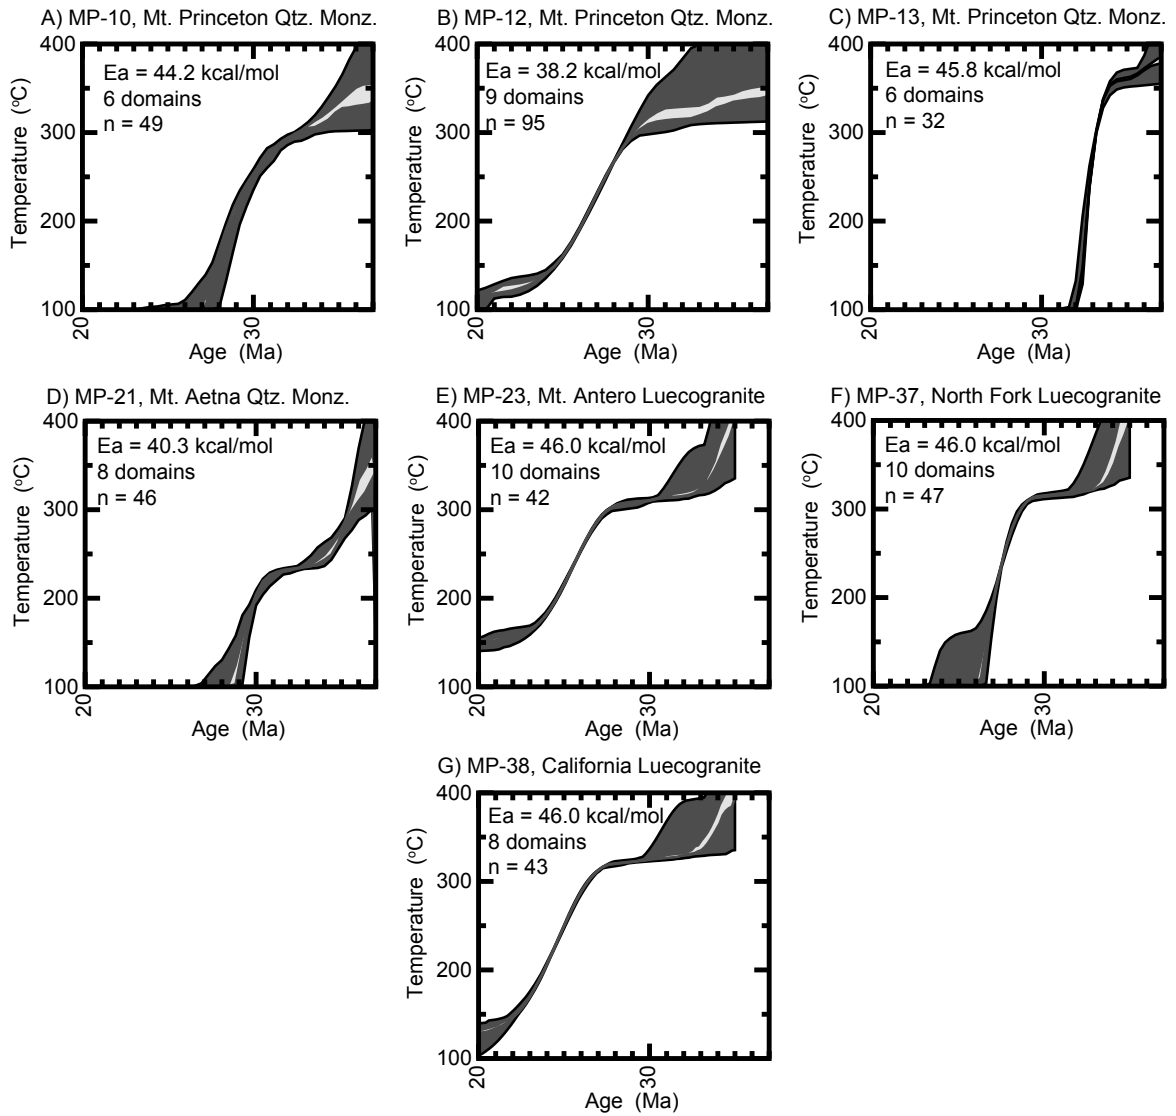 A) MP-10, Mt. Princeton Qtz. Monz.
400
300
200
100
Temperature (°C)
Ea = 44.2 kcal/mol
6 domains
n = 49
20
30
Age (Ma)
B) MP-12, Mt. Princeton Qtz. Monz.
400
300
200
100
Temperature (°C)
Ea = 38.2 kcal/mol
9 domains
n = 95
20
30
Age (Ma)
C) MP-13, Mt. Princeton Qtz. Monz.
400
300
200
100
Temperature (°C)
Ea = 45.8 kcal/mol
6 domains
n = 32
20
30
Age (Ma)
D) MP-21, Mt. Aetna Qtz. Monz.
400
300
200
100
Temperature (°C)
Ea = 40.3 kcal/mol
8 domains
n = 46
20
30
Age (Ma)
E) MP-23, Mt. Antero Luecogranite
400
300
200
100
Temperature (°C)
Ea = 46.0 kcal/mol
10 domains
n = 42
20
30
Age (Ma)
F) MP-37, North Fork Luecogranite
400
300
200
100
Temperature (°C)
Ea = 46.0 kcal/mol
10 domains
n = 47
20
30
Age (Ma)
G) MP-38, California Luecogranite
400
300
200
100
Temperature (°C)
Ea = 46.0 kcal/mol
8 domains
n = 43
20
30
Age (Ma)